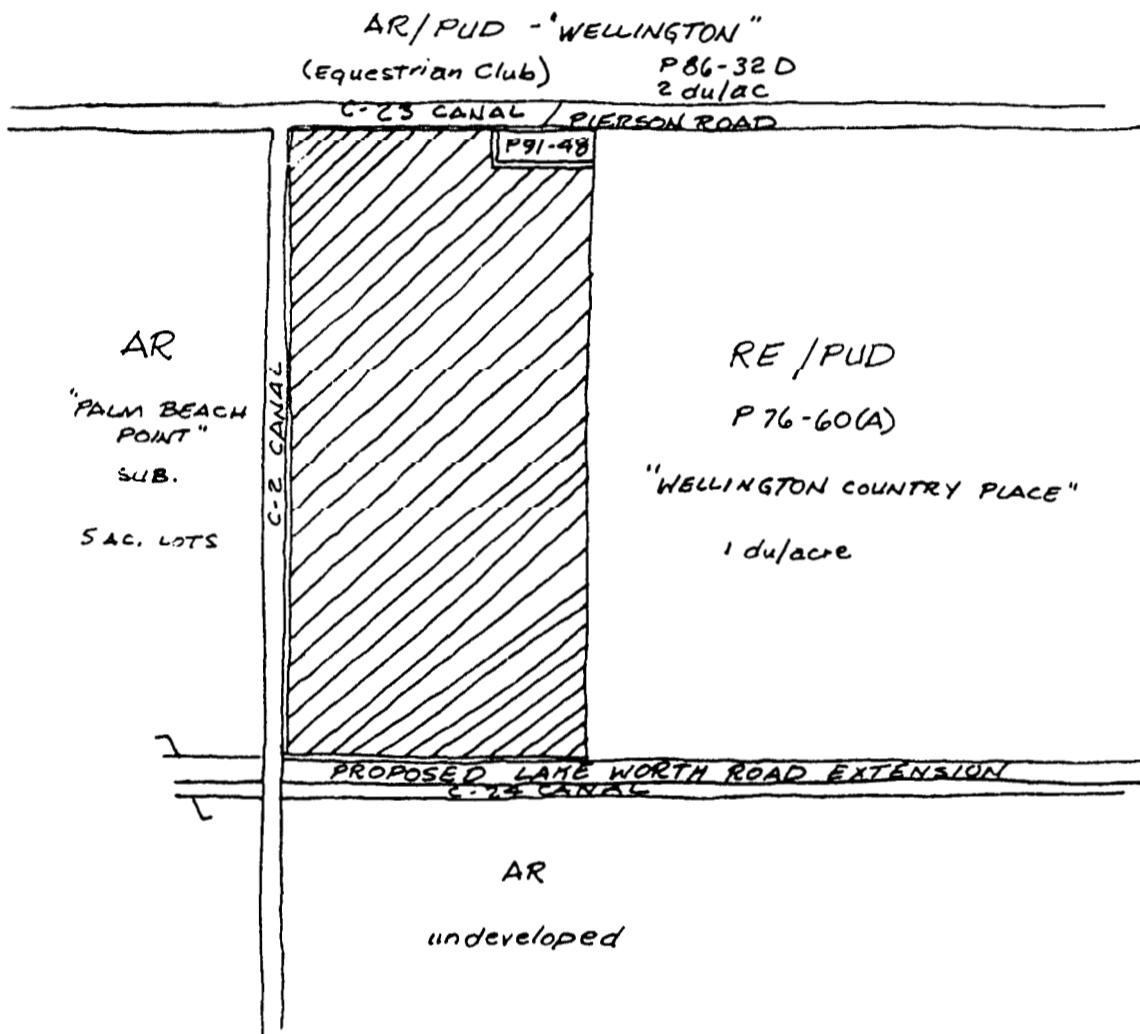 AR/PUD - "WELLINGTON"
(Equestrian Club) P86-32D
2 du/ac
C-23 CANAL / PIERSON ROAD
P91-48
AR
"PALM BEACH
POINT"
SUB.
5 AC. LOTS
C-2 CANAL
RE/PUD
P76-60(A)
"WELLINGTON COUNTRY PLACE"
1 du/acre
PROPOSED LAKE WORTH ROAD EXTENSION
C-24 CANAL
AR
undeveloped